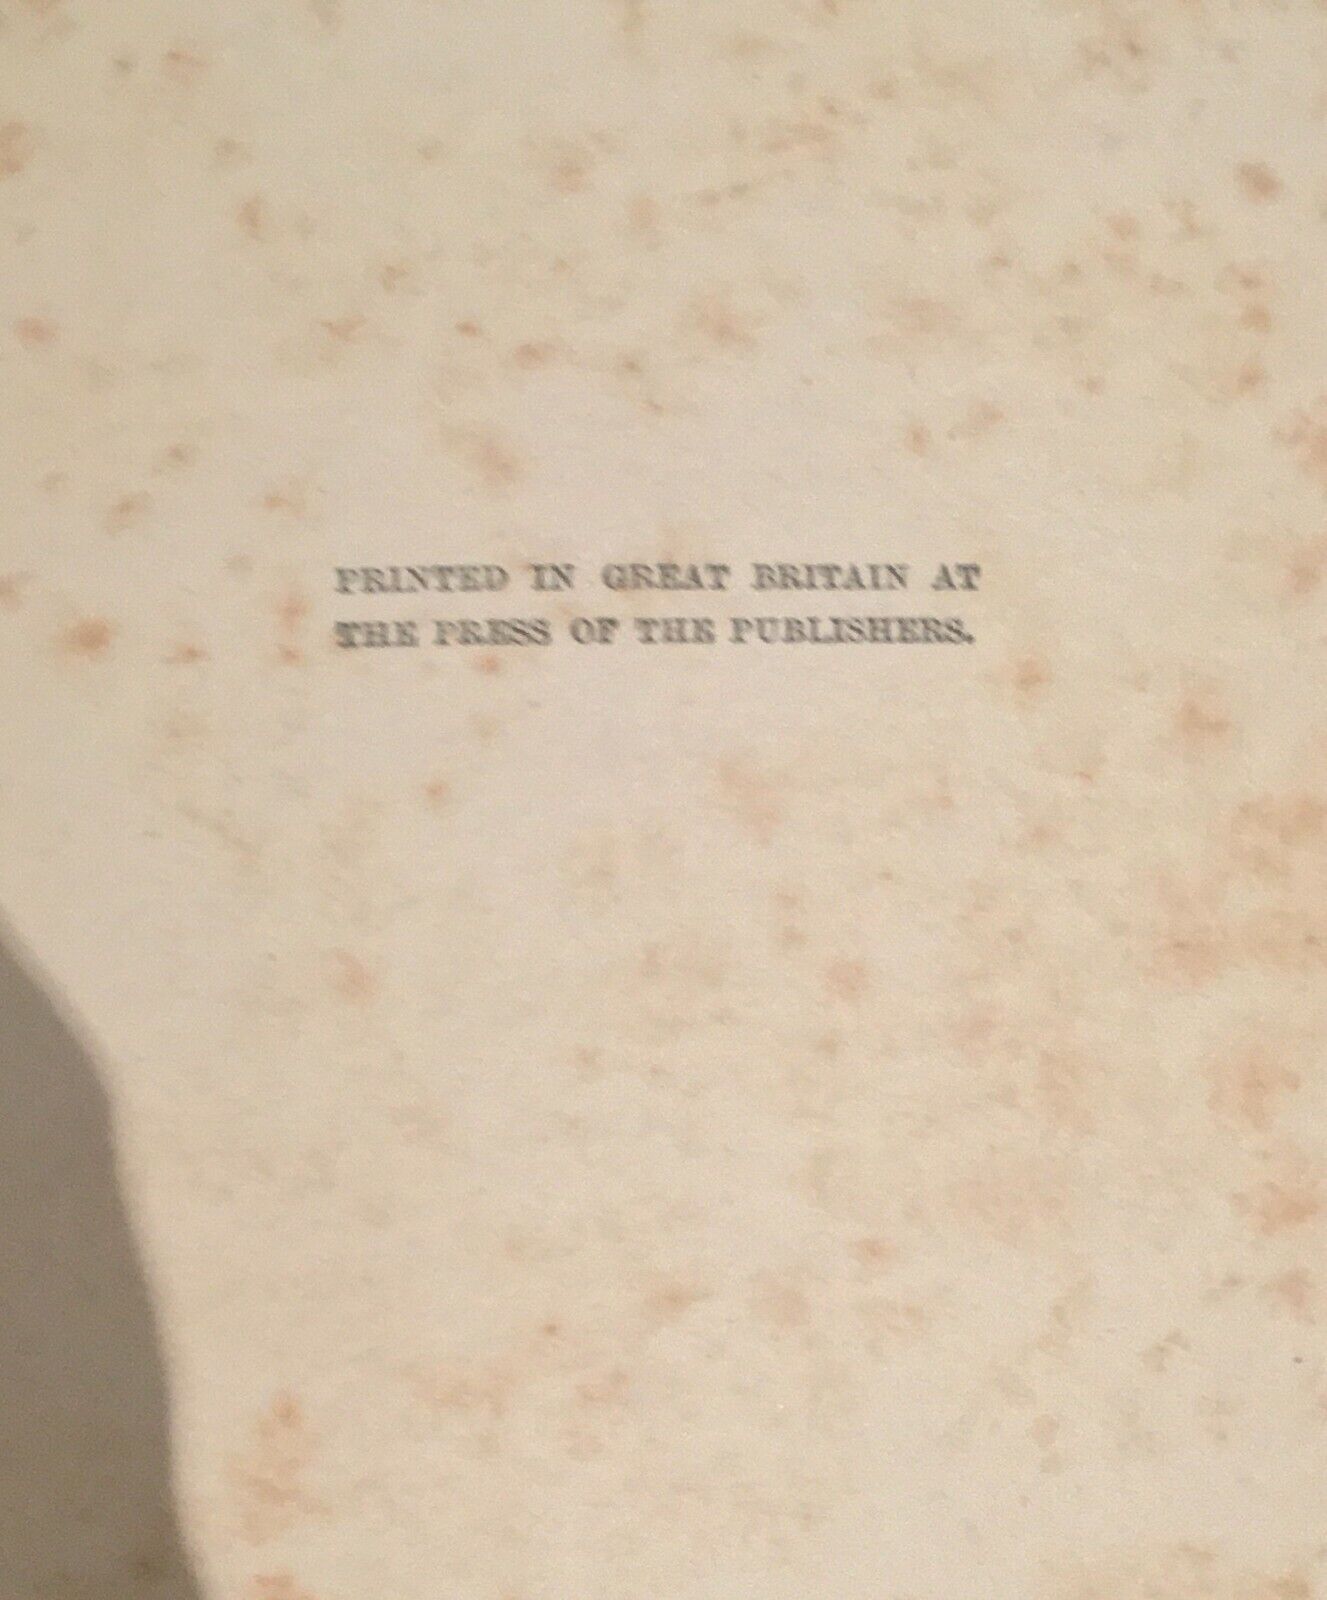 PRINTED IN GREAT BRITAIN AT
THE PRESS OF THE PUBLISHERS.